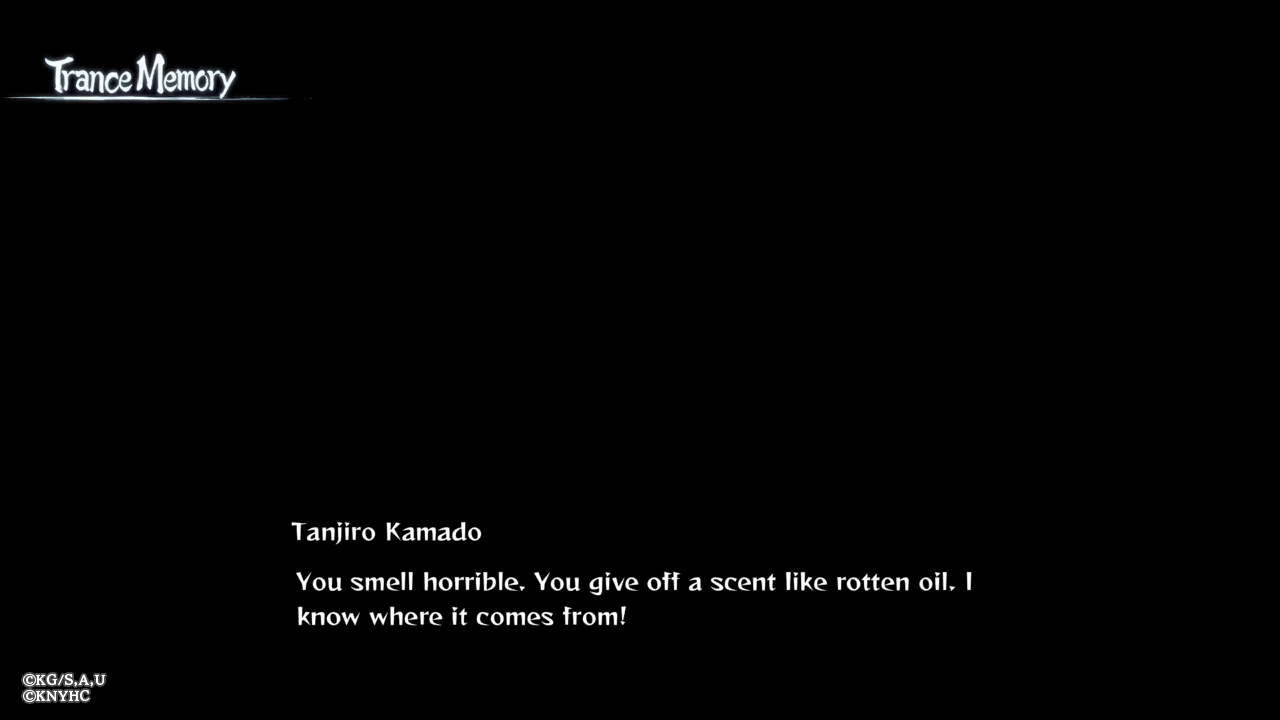 Trance Memory
Tanjiro Kamado
You smell horrible. You give off a scent like rotten oil. I
know where it comes from!
©KG/S,A,U
©KNYHC